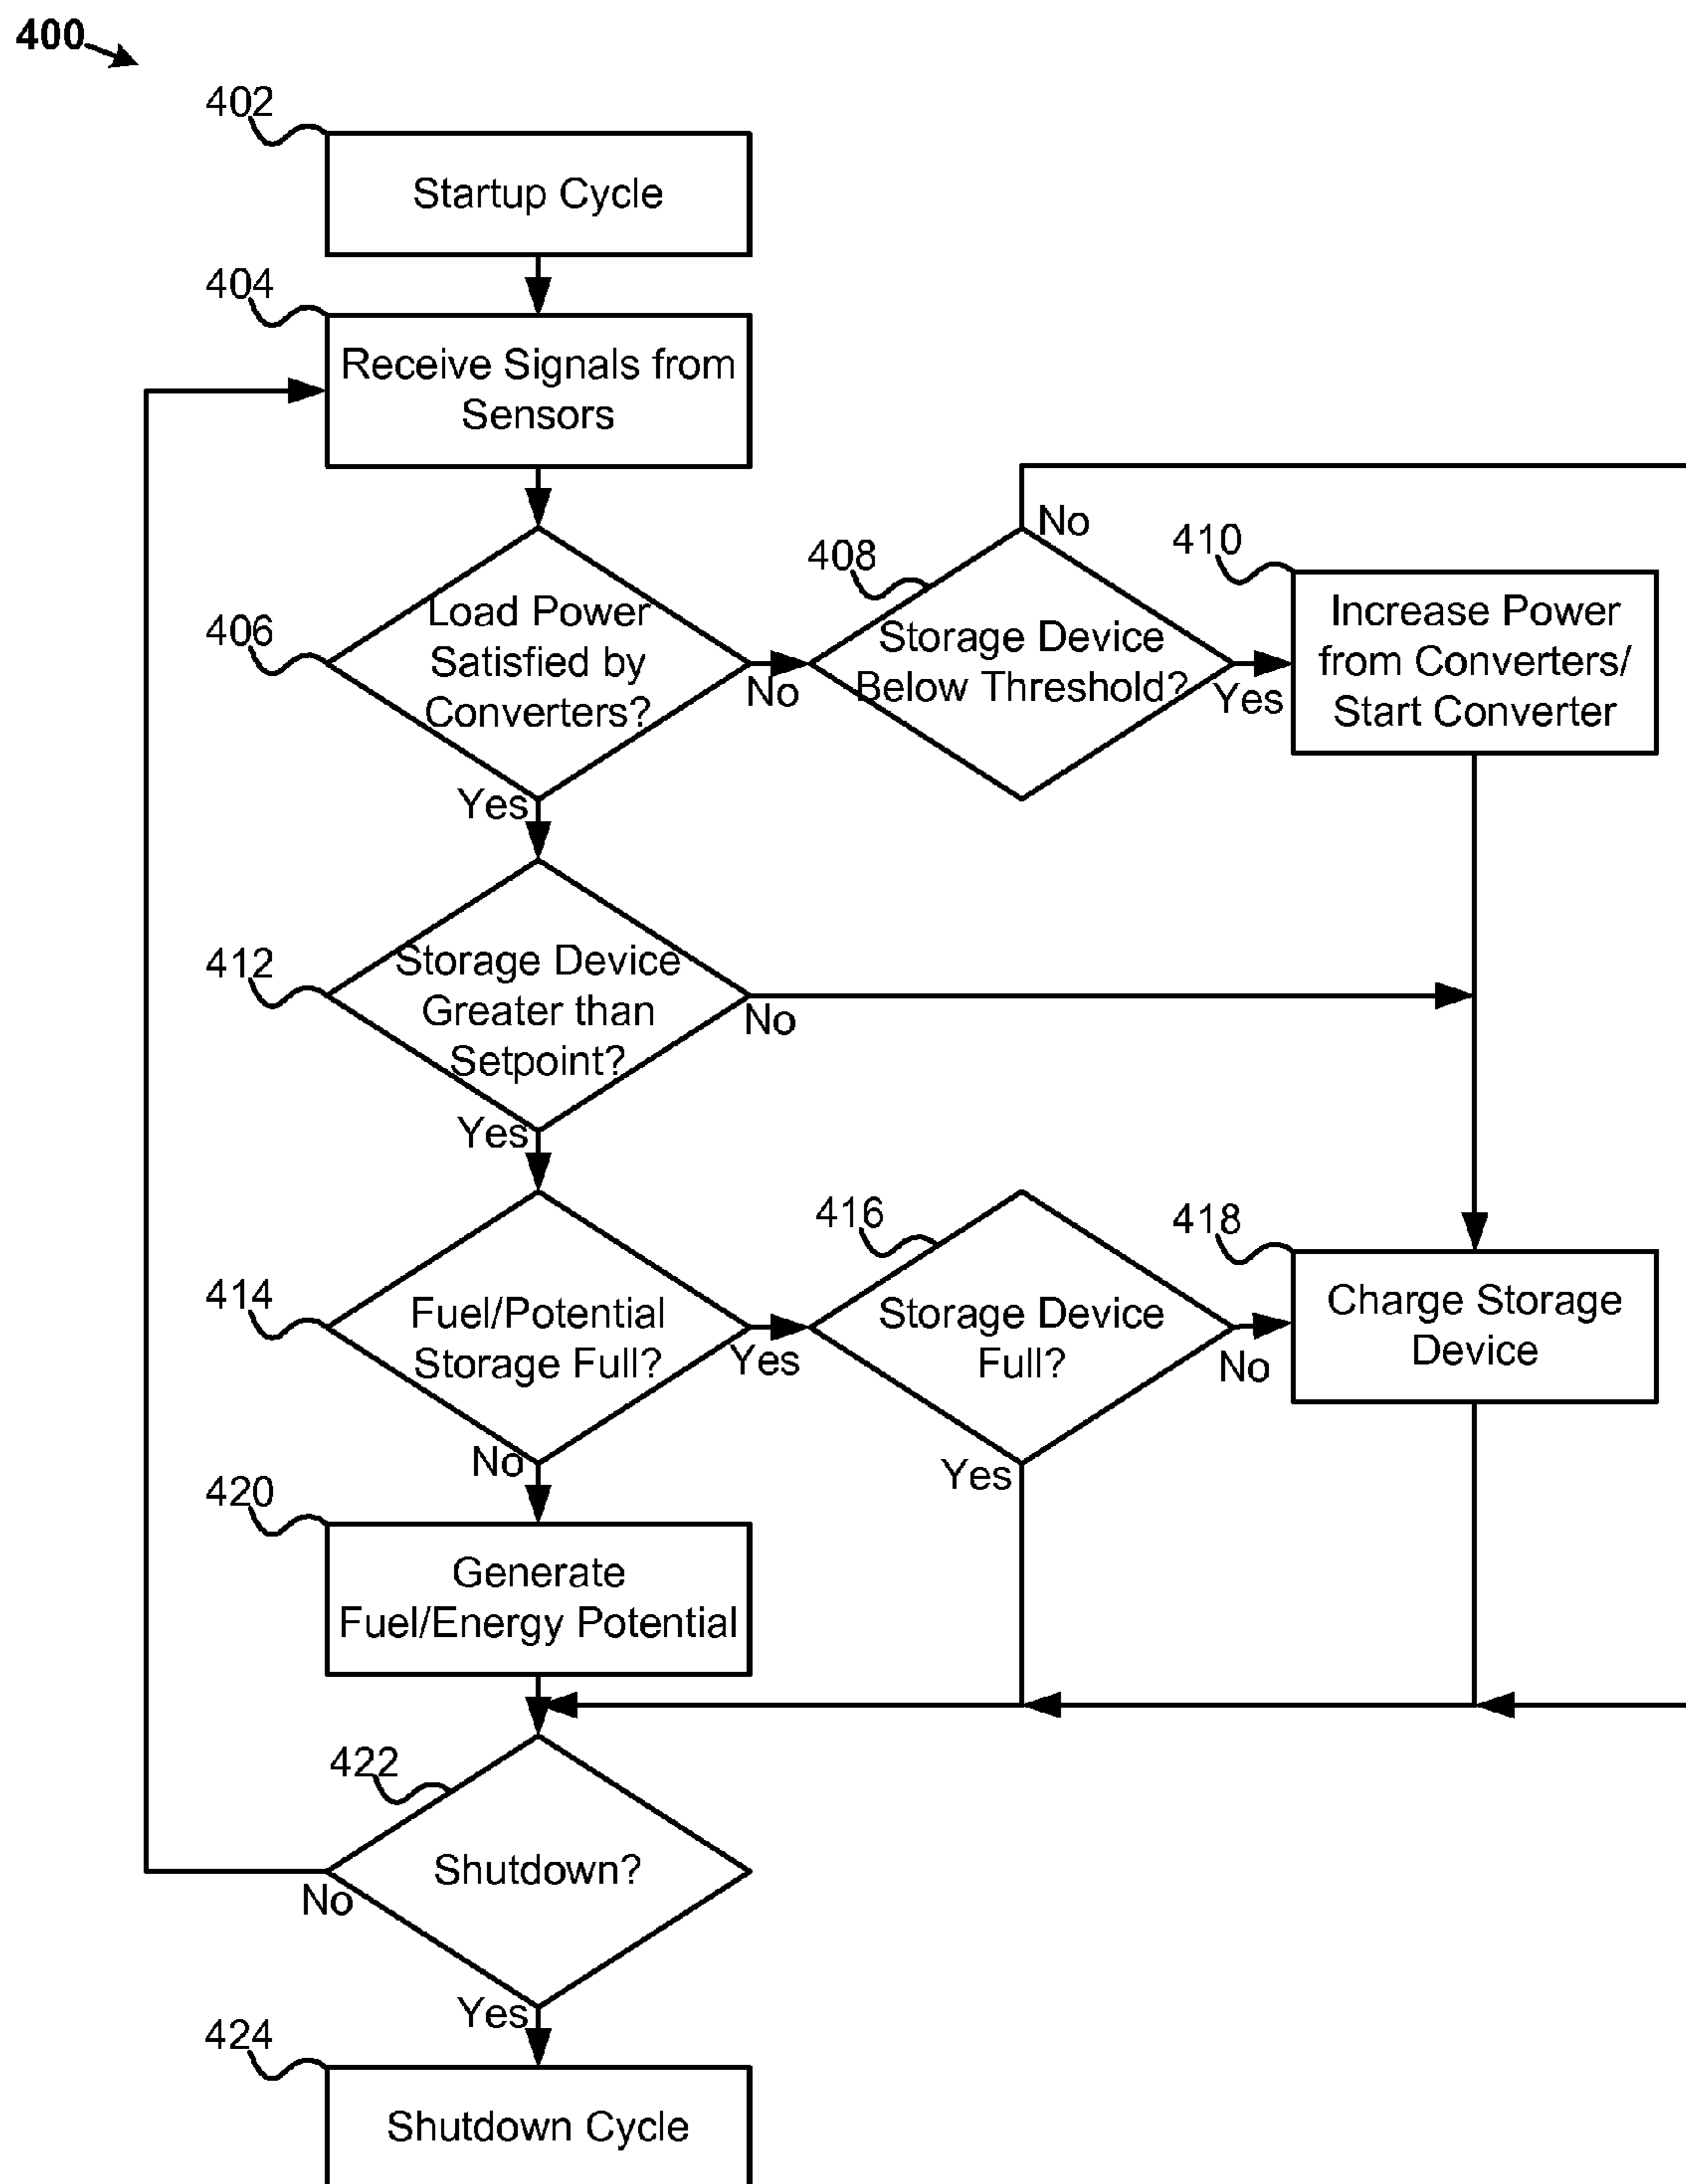 400
402
Startup Cycle
404
Receive Signals from
Sensors
406
Load Power
Satisfied by
Converters?
No
Yes
408
Storage Device
Below Threshold?
No
Yes
410
Increase Power
from Converters/
Start Converter
412
Storage Device
Greater than
Setpoint?
No
Yes
414
Fuel/Potential
Storage Full?
Yes
No
416
Storage Device
Full?
No
Yes
418
Charge Storage
Device
420
Generate
Fuel/Energy Potential
422
Shutdown?
No
Yes
424
Shutdown Cycle